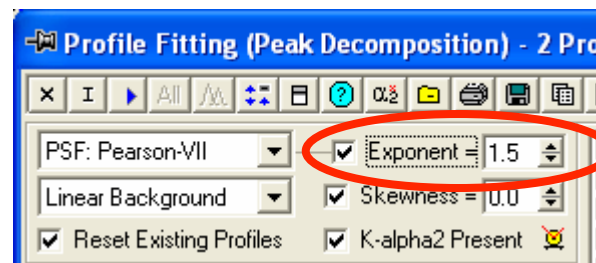 Profile Fitting (Peak Decomposition) - 2 Pro
× I All α2
PSF: Pearson-VII Exponent = 1.5
Linear Background Skewness = 0.0
Reset Existing Profiles K-alpha2 Present